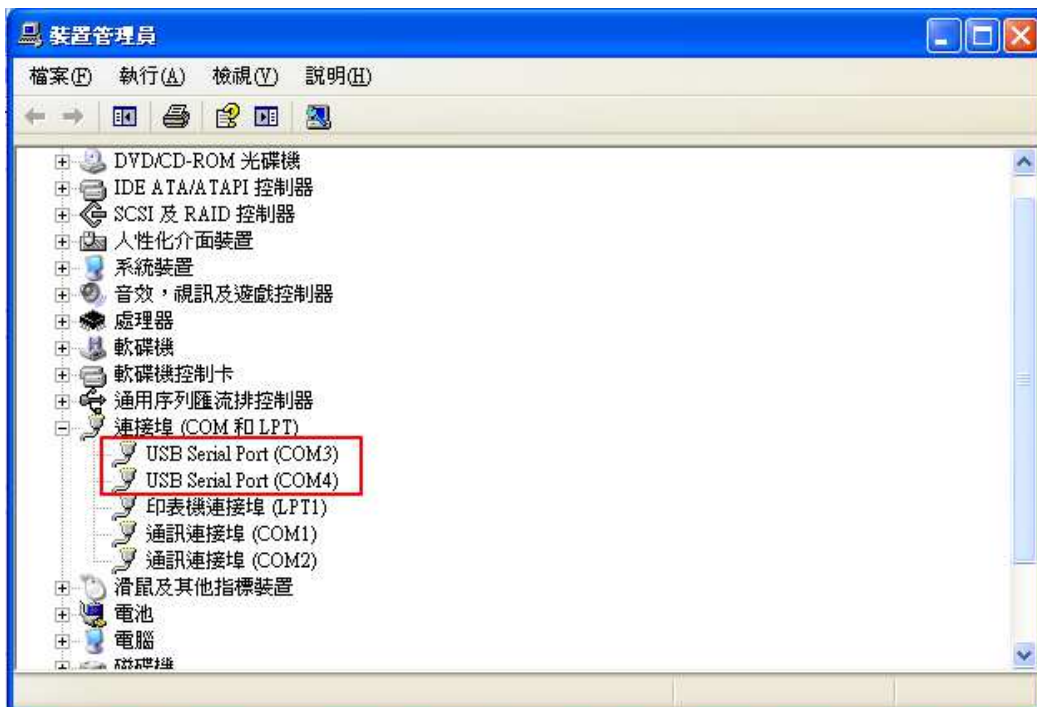 裝置管理員
檔案(F) 執行(A) 檢視(V) 說明(H)
DVD/CD-ROM 光碟機
IDE ATA/ATAPI 控制器
SCSI 及 RAID 控制器
人性化介面裝置
系統裝置
音效，視訊及遊戲控制器
處理器
軟碟機
軟碟機控制卡
通用序列匯流排控制器
連接埠 (COM 和 LPT)
USB Serial Port (COM3)
USB Serial Port (COM4)
印表機連接埠 (LPT1)
通訊連接埠 (COM1)
通訊連接埠 (COM2)
滑鼠及其他指標裝置
電池
電腦
磁碟機